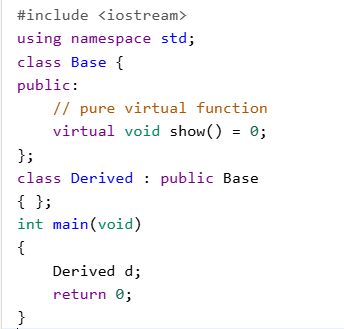 #include <iostream>
using namespace std;
class Base {
public:
    // pure virtual function
    virtual void show() = 0;
};
class Derived : public Base
{ };
int main(void)
{
    Derived d;
    return 0;
}